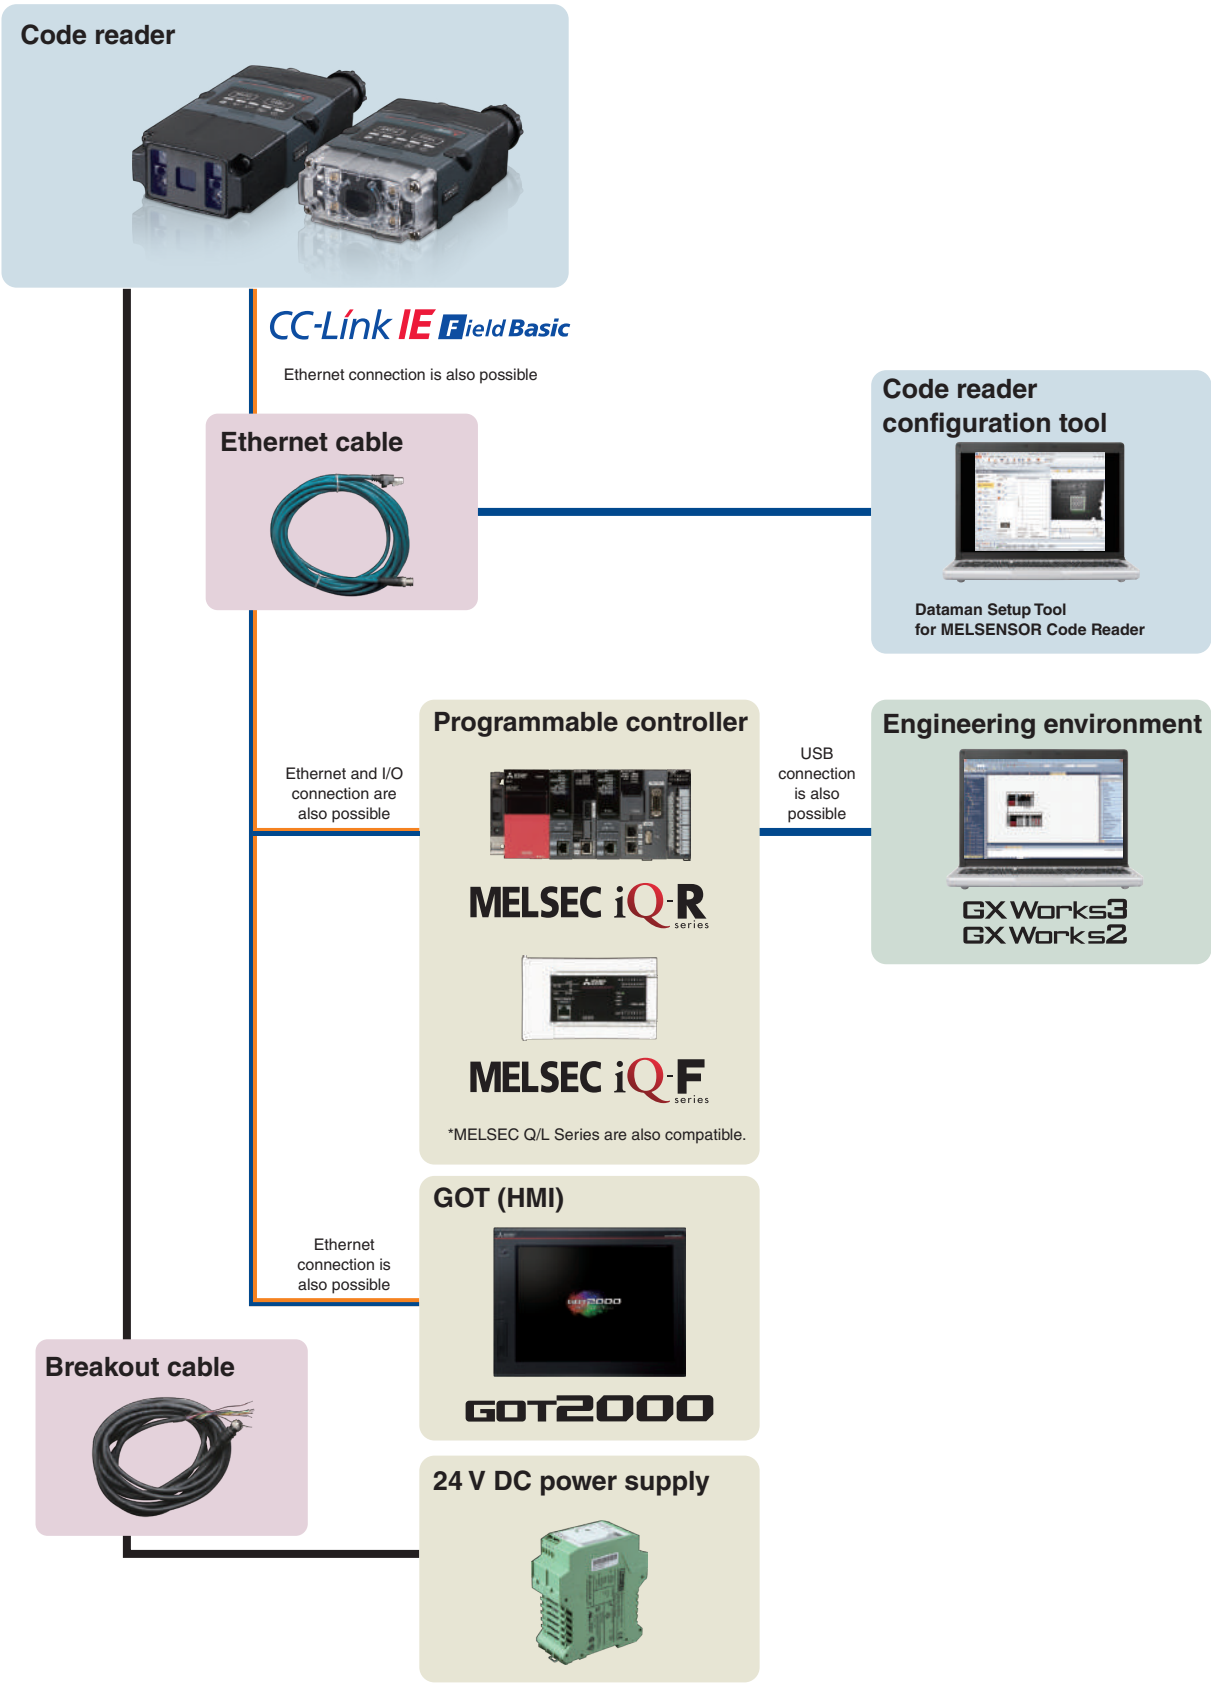 Code reader
CC-Link IE Field Basic
Ethernet connection is also possible
Ethernet cable
Code reader
configuration tool
Dataman Setup Tool
for MELSENSOR Code Reader
Programmable controller
Ethernet and I/O
connection are
also possible
USB
connection
is also
possible
Engineering environment
GX Works3
GX Works2
MELSEC iQ-R
series
MELSEC iQ-F
series
*MELSEC Q/L Series are also compatible.
GOT (HMI)
Ethernet
connection is
also possible
GOT2000
GOT2000
Breakout cable
24 V DC power supply